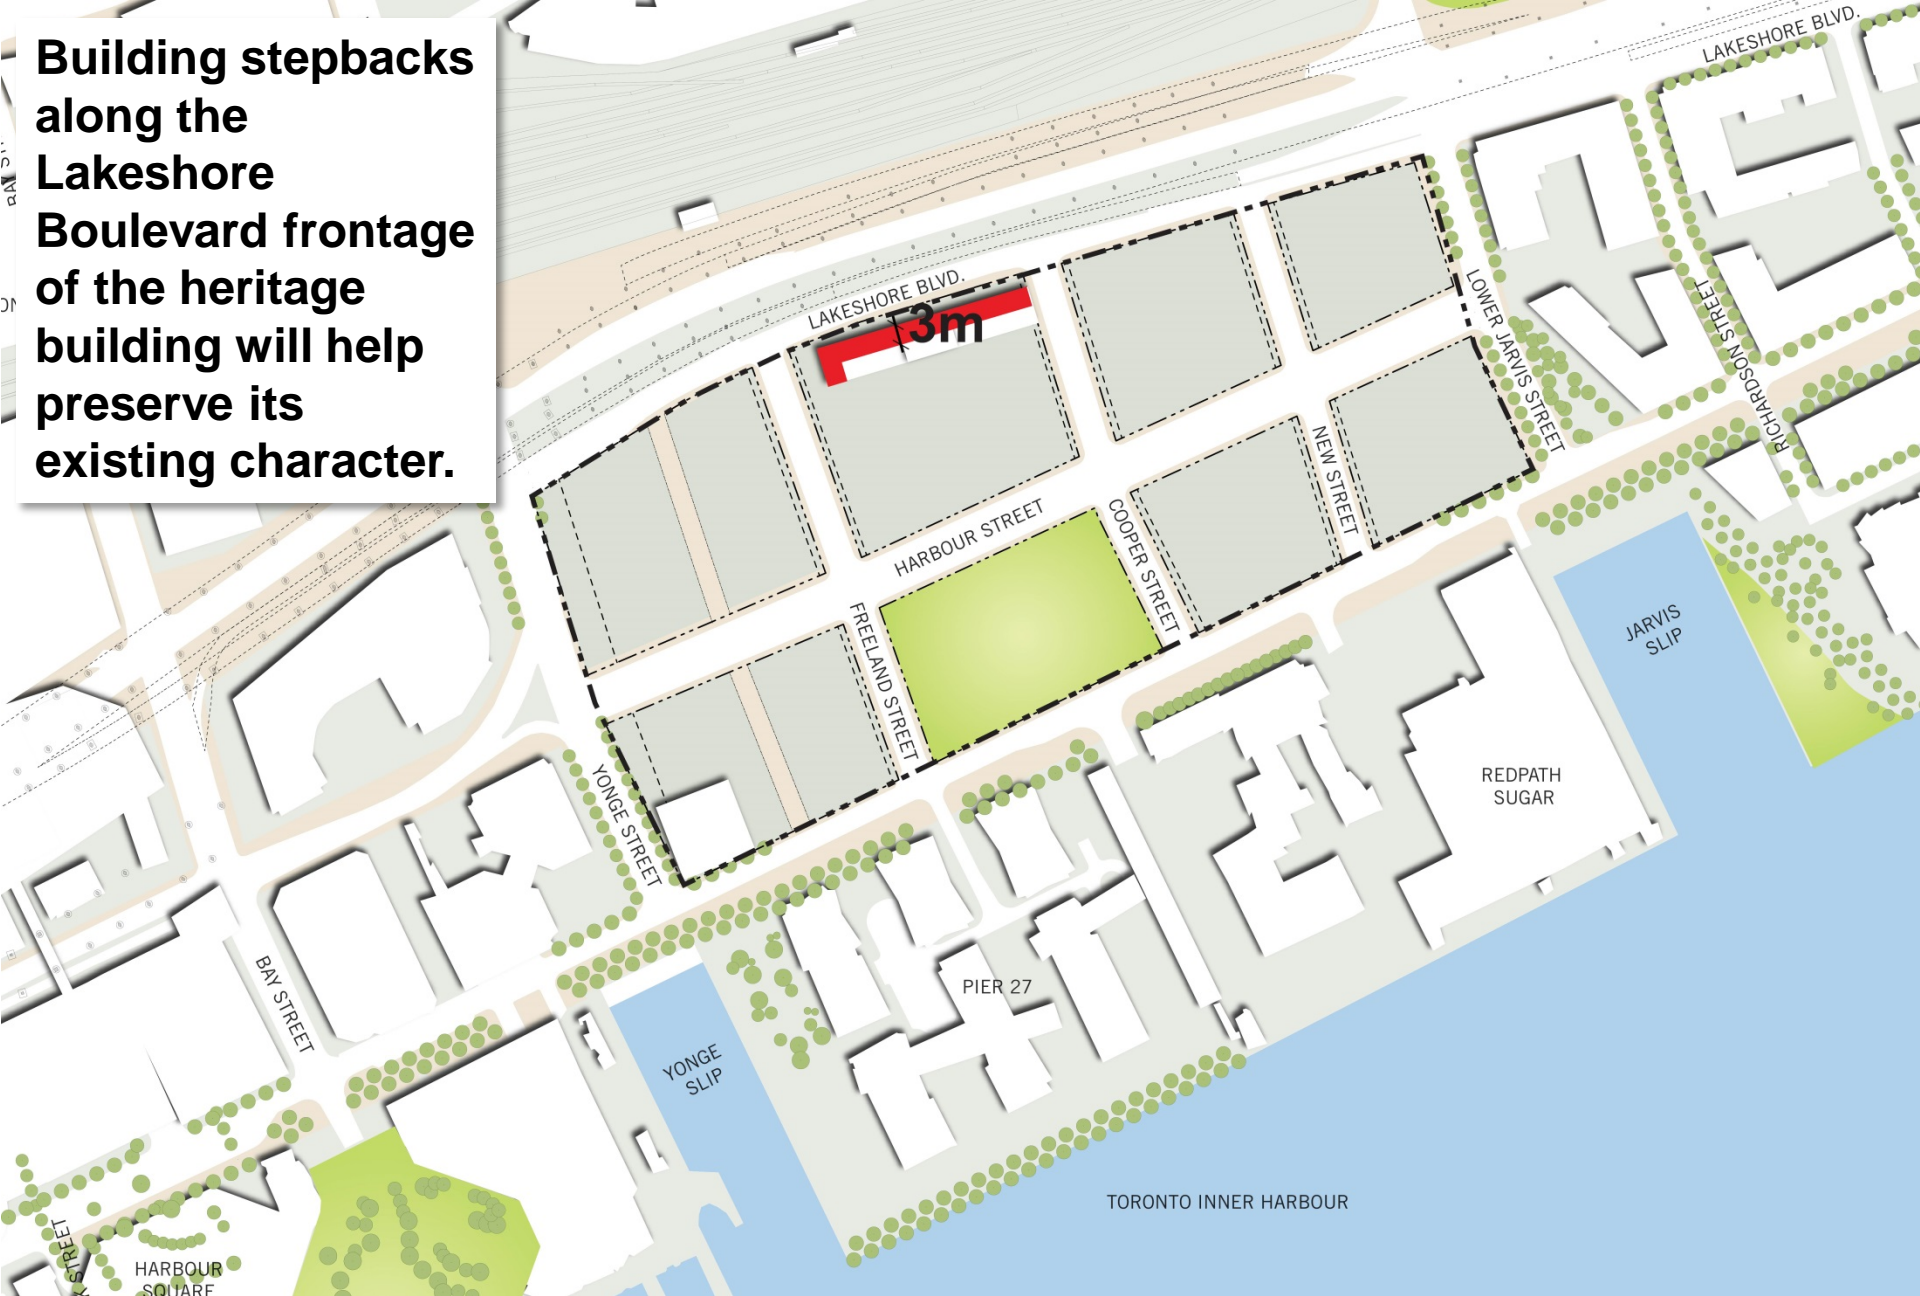 Building stepbacks
along the
Lakeshore
Boulevard frontage
of the heritage
building will help
preserve its
existing character.
LAKESHORE BLVD.
LAKESHORE BLVD.
3m
LOWER JARVIS STREET
RICHARDSON STREET
NEW STREET
HARBOUR STREET
COOPER STREET
FREELAND STREET
YONGE STREET
JARVIS
SLIP
REDPATH
SUGAR
BAY STREET
PIER 27
YONGE
SLIP
TORONTO INNER HARBOUR
STREET
HARBOUR
SQUARE